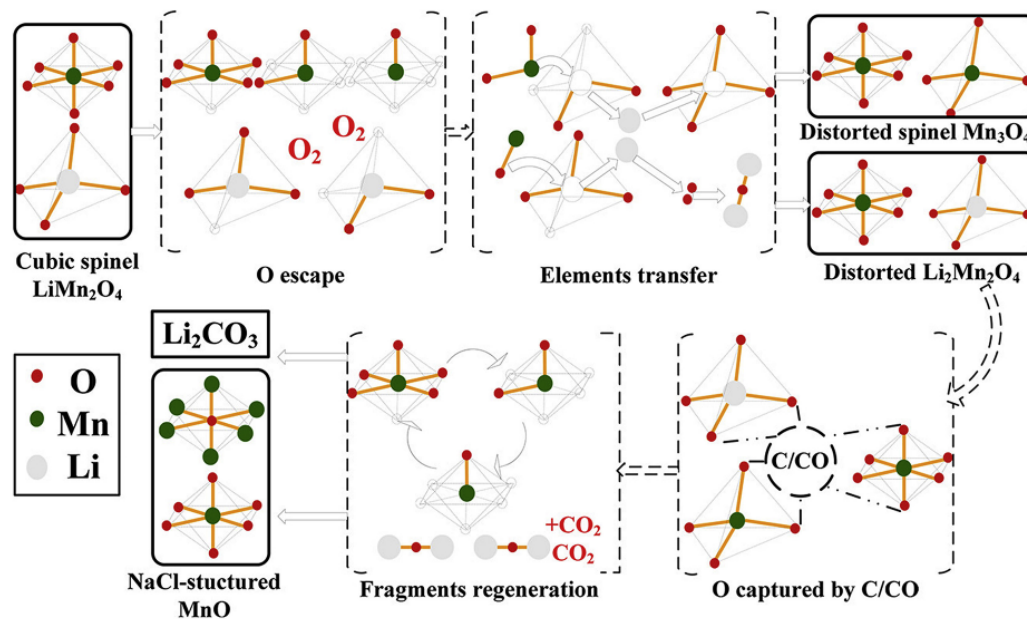 O₂
O₂
Cubic spinel
LiMn₂O₄
O escape
Elements transfer
Distorted spinel Mn₃O₄
Distorted Li₂Mn₂O₄
Li₂CO₃
O
Mn
Li
NaCl-stuctured
MnO
+CO₂
CO₂
Fragments regeneration
C/CO
O captured by C/CO